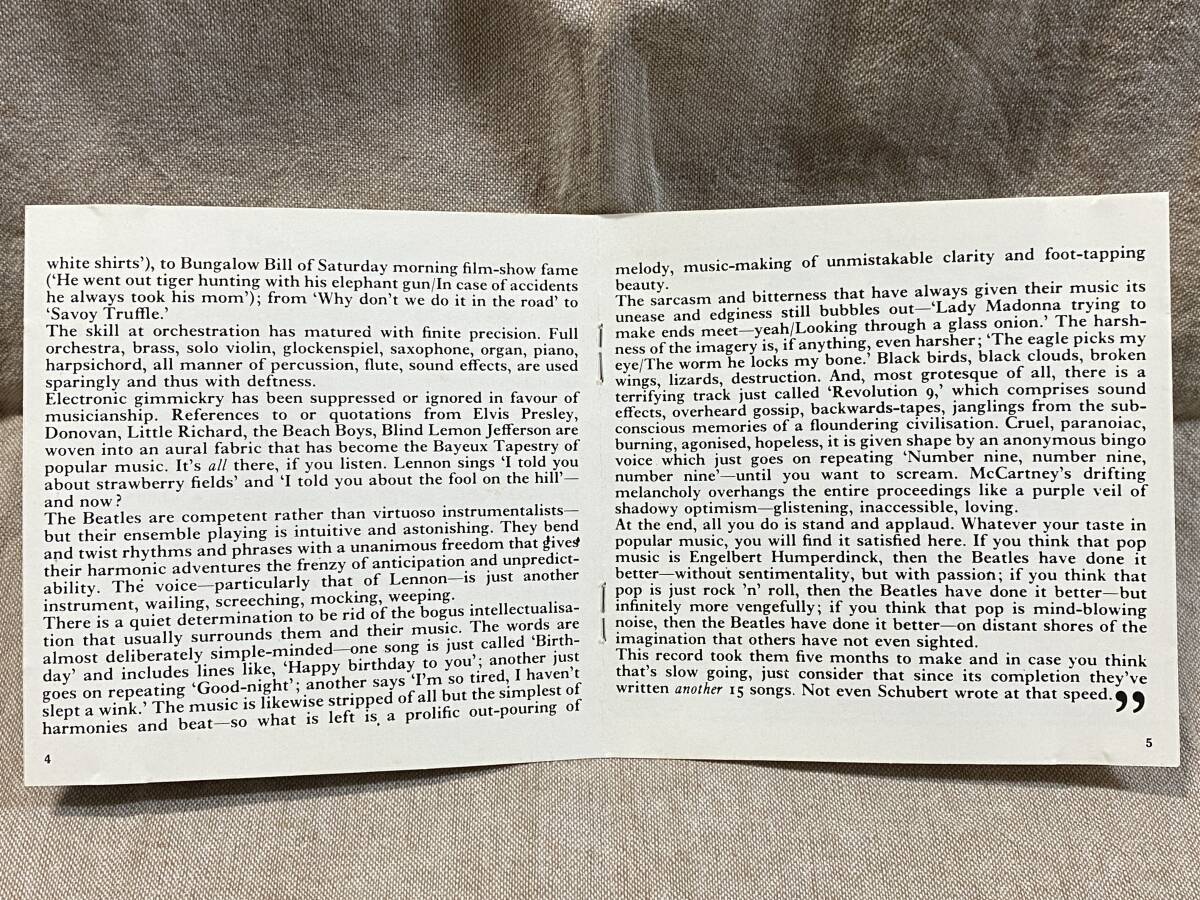 white shirts’), to Bungalow Bill of Saturday morning film-show fame
(‘He went out tiger hunting with his elephant gun/In case of accidents
he always took his mom’); from ‘Why don’t we do it in the road’ to
‘Savoy Truffle.’
The skill at orchestration has matured with finite precision. Full
orchestra, brass, solo violin, glockenspiel, saxophone, organ, piano,
harpsichord, all manner of percussion, flute, sound effects, are used
sparingly and thus with deftness.
Electronic gimmickry has been suppressed or ignored in favour of
musicianship. References to or quotations from Elvis Presley,
Donovan, Little Richard, the Beach Boys, Blind Lemon Jefferson are
woven into an aural fabric that has become the Bayeux Tapestry of
popular music. It’s all there, if you listen. Lennon sings ‘I told you
about strawberry fields’ and ‘I told you about the fool on the hill’—
and now?
The Beatles are competent rather than virtuoso instrumentalists—
but their ensemble playing is intuitive and astonishing. They bend
and twist rhythms and phrases with a unanimous freedom that gives
their harmonic adventures the frenzy of anticipation and unpredict-
ability. The voice—particularly that of Lennon—is just another
instrument, wailing, screeching, mocking, weeping.
There is a quiet determination to be rid of the bogus intellectualisa-
tion that usually surrounds them and their music. The words are
almost deliberately simple-minded—one song is just called ‘Birth-
day’ and includes lines like, ‘Happy birthday to you’; another just
goes on repeating ‘Good-night’; another says ‘I’m so tired, I haven’t
slept a wink.’ The music is likewise stripped of all but the simplest of
harmonies and beat—so what is left is a prolific out-pouring of
4
melody, music-making of unmistakable clarity and foot-tapping
beauty.
The sarcasm and bitterness that have always given their music its
unease and edginess still bubbles out—‘Lady Madonna trying to
make ends meet—yeah/Looking through a glass onion.’ The harsh-
ness of the imagery is, if anything, even harsher; ‘The eagle picks my
eye/The worm he locks my bone.’ Black birds, black clouds, broken
wings, lizards, destruction. And, most grotesque of all, there is a
terrifying track just called ‘Revolution 9,’ which comprises sound
effects, overheard gossip, backwards-tapes, janglings from the sub-
conscious memories of a floundering civilisation. Cruel, paranoiac,
burning, agonised, hopeless, it is given shape by an anonymous bingo
voice which just goes on repeating ‘Number nine, number nine,
number nine’—until you want to scream. McCartney’s drifting
melancholy overhangs the entire proceedings like a purple veil of
shadowy optimism—glistening, inaccessible, loving.
At the end, all you do is stand and applaud. Whatever your taste in
popular music, you will find it satisfied here. If you think that pop
music is Engelbert Humperdinck, then the Beatles have done it
better—without sentimentality, but with passion; if you think that
pop is just rock ’n’ roll, then the Beatles have done it better—but
infinitely more vengefully; if you think that pop is mind-blowing
noise, then the Beatles have done it better—on distant shores of the
imagination that others have not even sighted.
This record took them five months to make and in case you think
that’s slow going, just consider that since its completion they’ve
written another 15 songs. Not even Schubert wrote at that speed.”
5